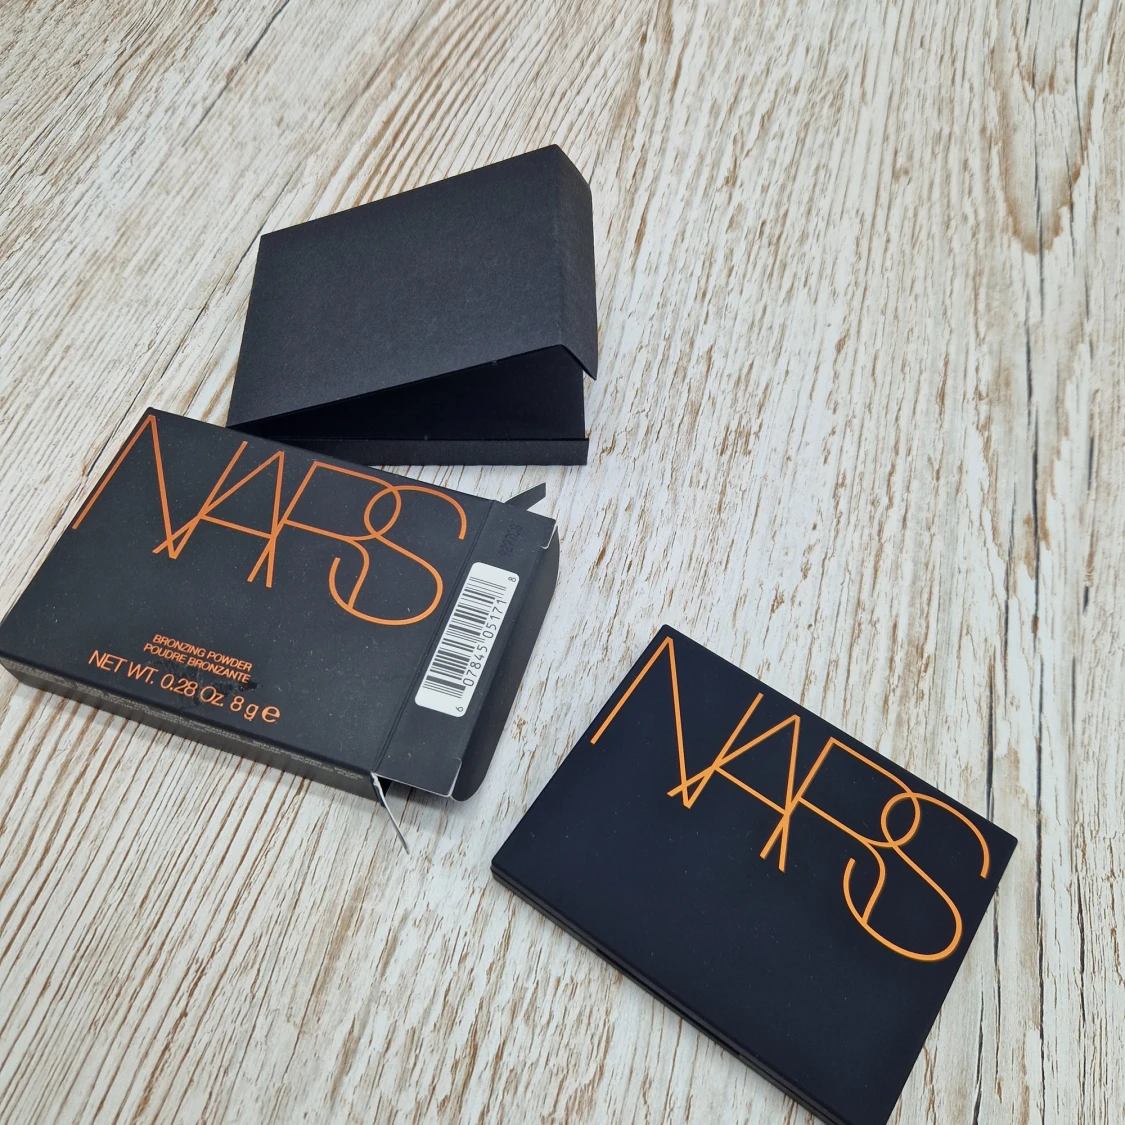 NARS
BRONZING POWDER
POUDRE BRONZANTE
NET WT. 0.28 Oz. 8 g e
6 07845 05171 8
NARS